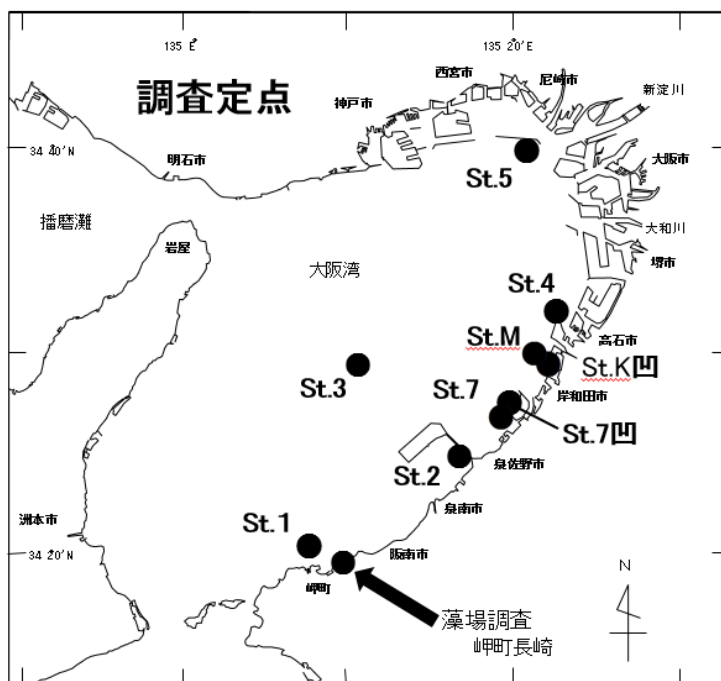 135 E
135 20'E
調査定点
西宮市
尼崎市
新淀川
神戸市
34 40'N
明石市
St.5
大阪市
播磨灘
大和川
岩屋
堺市
大阪湾
St.4
高石市
St.M
St.K凹
St.3
岸和田市
St.7
St.7凹
St.2
泉佐野市
泉南市
洲本市
St.1
34 20'N
阪南市
岬町
N
藻場調査
岬町長崎